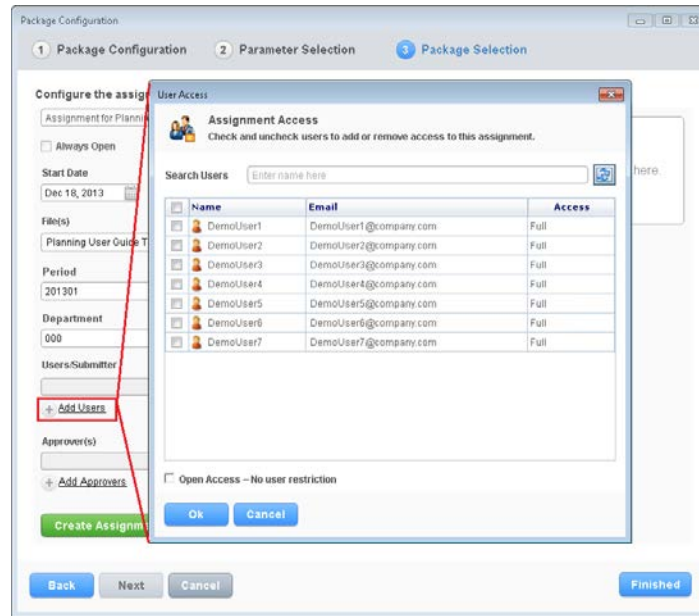 Package Configuration
1 Package Configuration 2 Parameter Selection 3 Package Selection
Configure the assig
Assignment for Planni
Always Open
Start Date
Dec 18, 2013
File(s)
Planning User Guide T
Period
201301
Department
000
Users/Submitter
+ Add Users
Approver(s)
+ Add Approvers
Create Assignm
here.
User Access
Assignment Access
Check and uncheck users to add or remove access to this assignment.
Search Users Enter name here
Name Email Access
DemoUser1 DemoUser1@company.com Full
DemoUser2 DemoUser2@company.com Full
DemoUser3 DemoUser3@company.com Full
DemoUser4 DemoUser4@company.com Full
DemoUser5 DemoUser5@company.com Full
DemoUser6 DemoUser6@company.com Full
DemoUser7 DemoUser7@company.com Full
Open Access – No user restriction
Ok Cancel
Back Next Cancel Finished